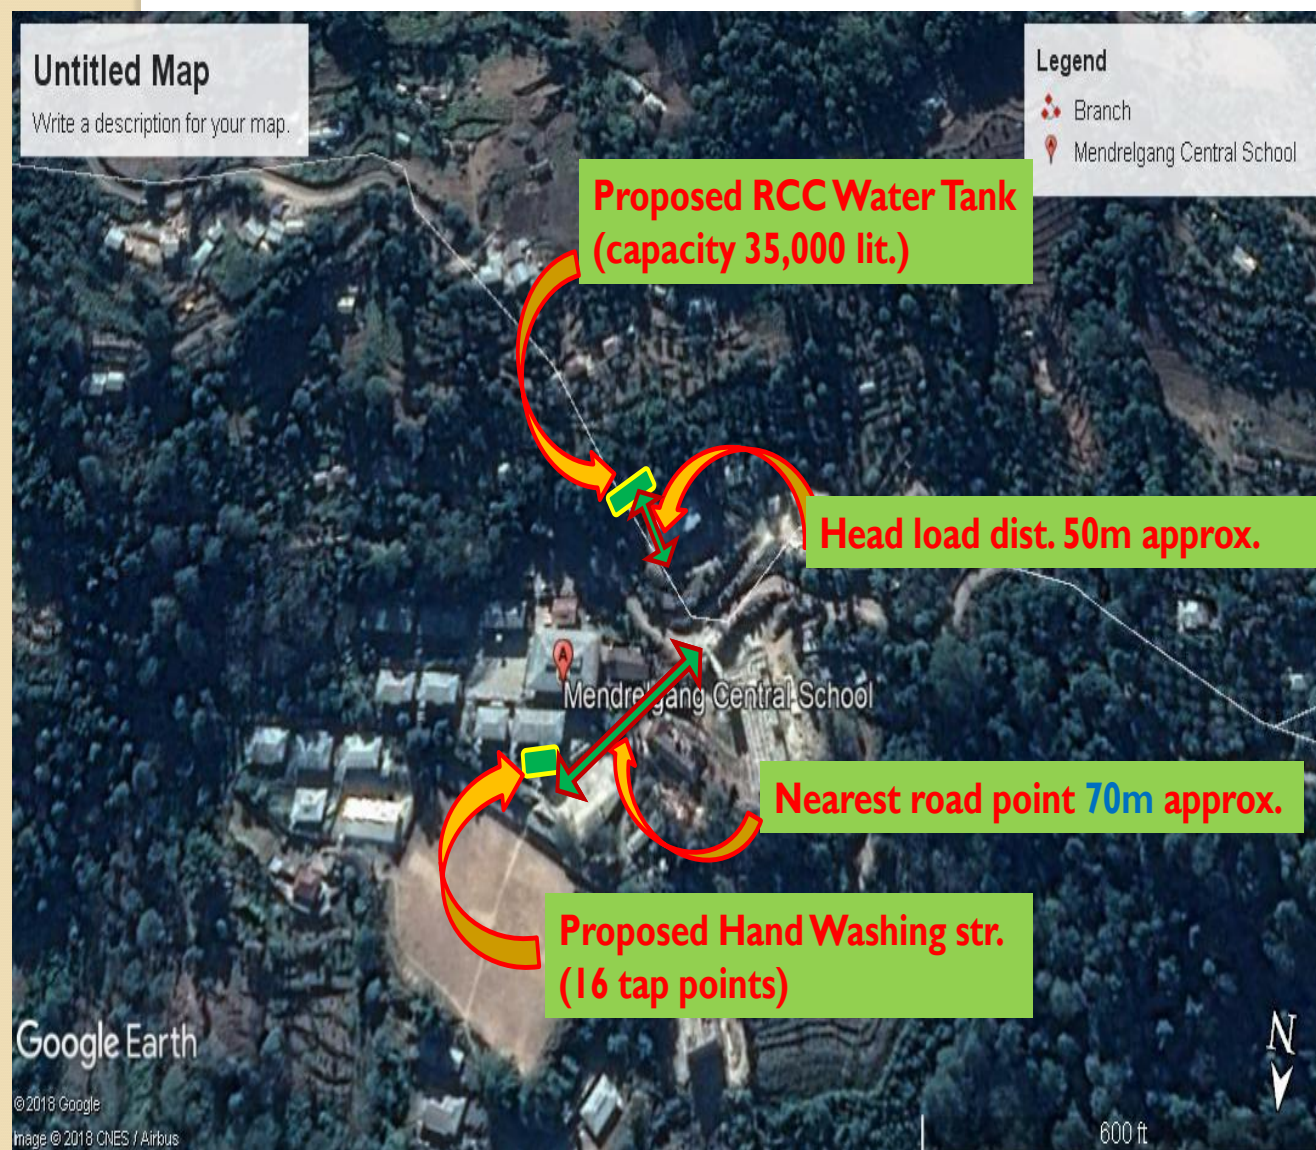 Untitled Map
Write a description for your map.
Legend
Branch
Mendrelgang Central School
Proposed RCC Water Tank
(capacity 35,000 lit.)
Head load dist. 50m approx.
A
Mendrelgang Central School
Nearest road point 70m approx.
Proposed Hand Washing str.
(16 tap points)
Google Earth
©2018 Google
Image © 2018 CNES / Airbus
N
600 ft